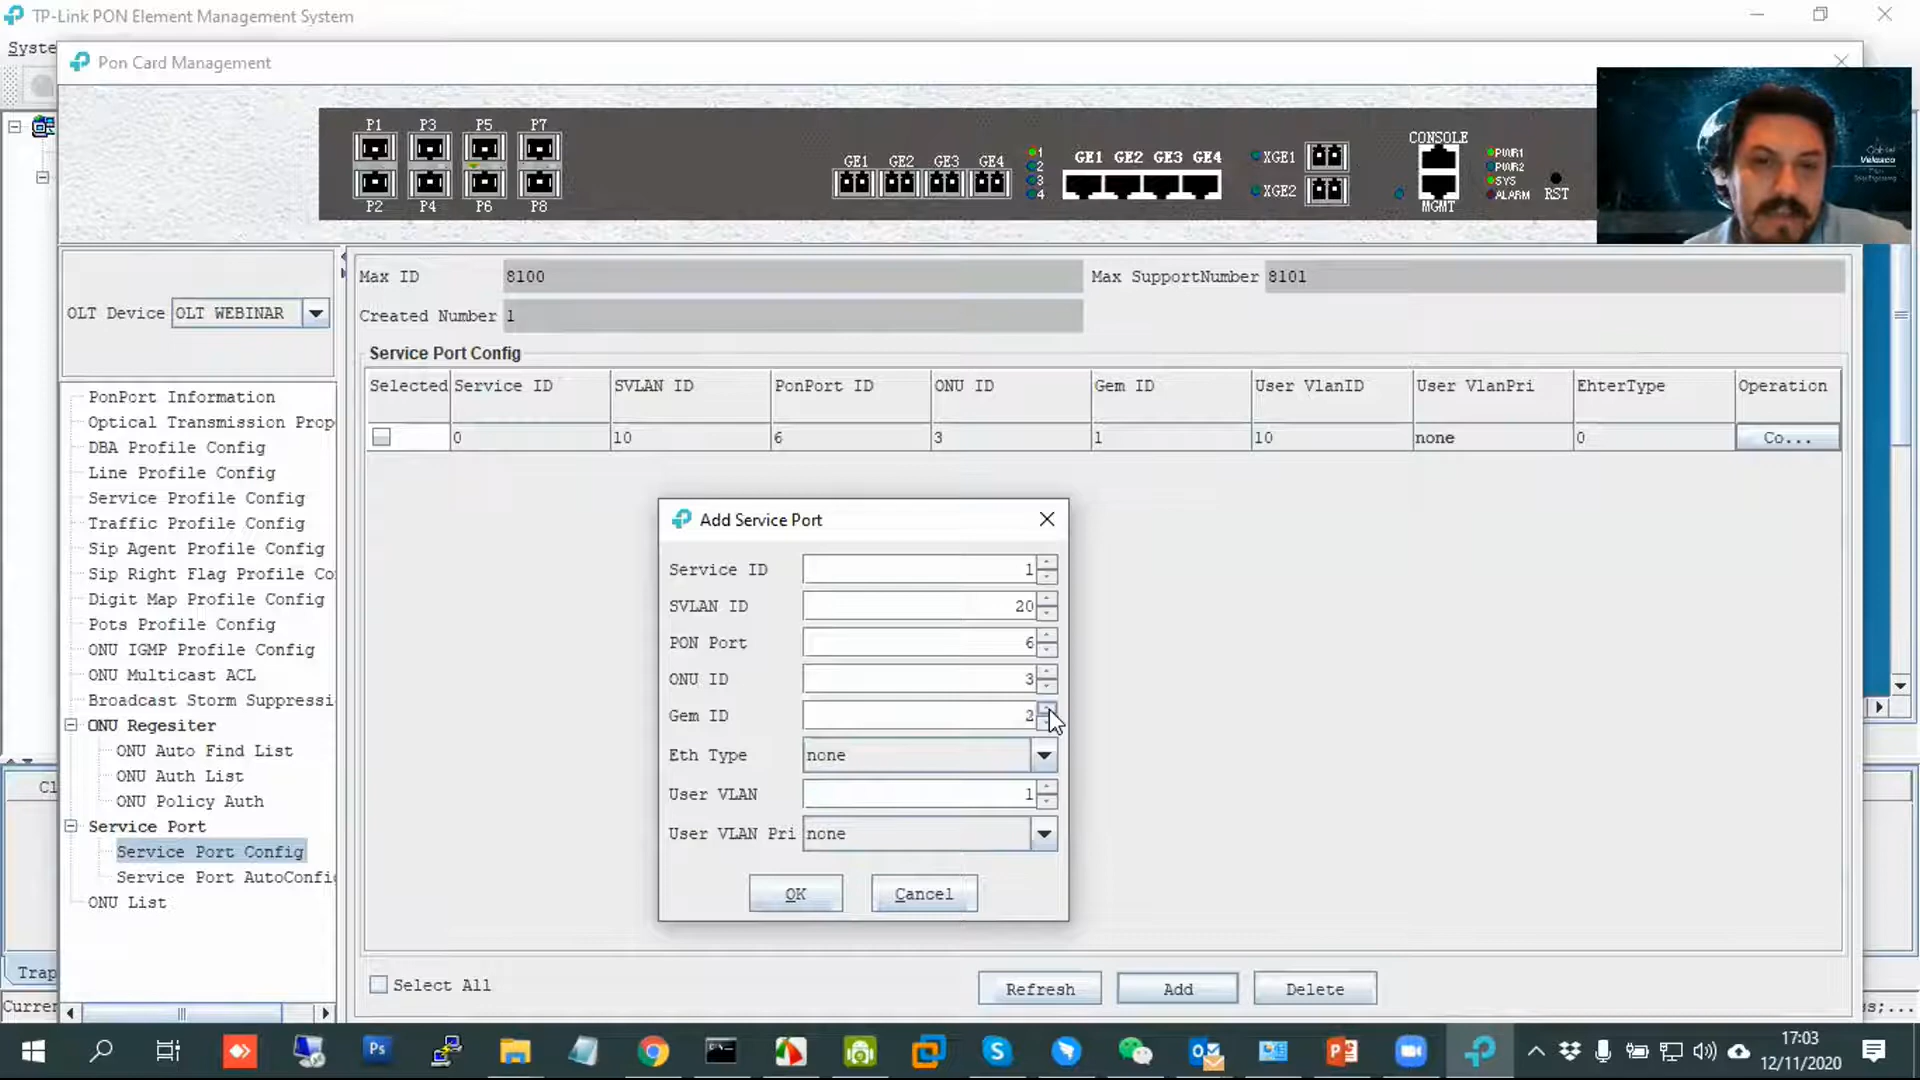 TP-Link PON Element Management System
Syste
Pon Card Management
P1 P3 P5 P7
P2 P4 P6 P8
GE1 GE2 GE3 GE4
1
2
3
4
GE1 GE2 GE3 GE4
XGE1
XGE2
CONSOLE
MGMT
PWR1
PWR2
SYS
ALARM
RST
Velasco
OLT Device OLT WEBINAR
PonPort Information
Optical Transmission Prop
DBA Profile Config
Line Profile Config
Service Profile Config
Traffic Profile Config
Sip Agent Profile Config
Sip Right Flag Profile Co
Digit Map Profile Config
Pots Profile Config
ONU IGMP Profile Config
ONU Multicast ACL
Broadcast Storm Suppressi
ONU Regesiter
ONU Auto Find List
ONU Auth List
ONU Policy Auth
Service Port
Service Port Config
Service Port AutoConfi
ONU List
Max ID 8100 Max SupportNumber 8101
Created Number 1
Service Port Config
Selected Service ID SVLAN ID PonPort ID ONU ID Gem ID User VlanID User VlanPri EhterType Operation
0 10 6 3 1 10 none 0 Co...
Add Service Port
Service ID 1
SVLAN ID 20
PON Port 6
ONU ID 3
Gem ID 2
Eth Type none
User VLAN 1
User VLAN Pri none
OK Cancel
Select All Refresh Add Delete
Cl
Trap
Curren
s;...
Ps
17:03
12/11/2020